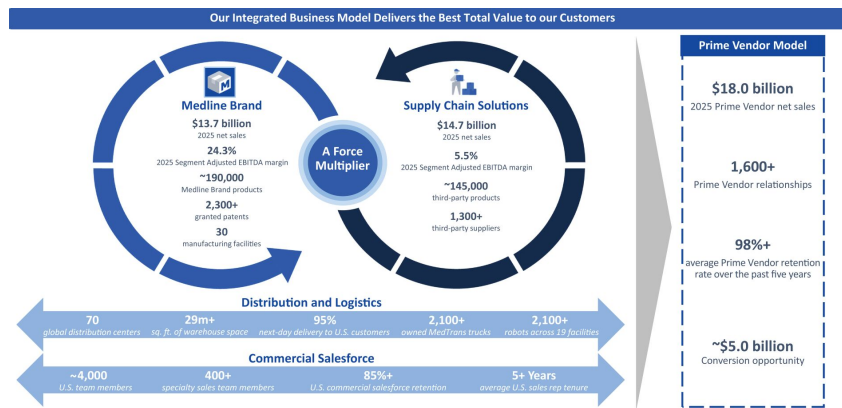 Our Integrated Business Model Delivers the Best Total Value to our Customers
M
Medline Brand
$13.7 billion
2025 net sales
24.3%
2025 Segment Adjusted EBITDA margin
~190,000
Medline Brand products
2,300+
granted patents
30
manufacturing facilities
A Force
Multiplier
Supply Chain Solutions
$14.7 billion
2025 net sales
5.5%
2025 Segment Adjusted EBITDA margin
~145,000
third-party products
1,300+
third-party suppliers
Distribution and Logistics
70
global distribution centers
29m+
sq. ft. of warehouse space
95%
next-day delivery to U.S. customers
2,100+
owned MedTrans trucks
2,100+
robots across 19 facilities
Commercial Salesforce
~4,000
U.S. team members
400+
specialty sales team members
85%+
U.S. commercial salesforce retention
5+ Years
average U.S. sales rep tenure
Prime Vendor Model
$18.0 billion
2025 Prime Vendor net sales
1,600+
Prime Vendor relationships
98%+
average Prime Vendor retention
rate over the past five years
~$5.0 billion
Conversion opportunity